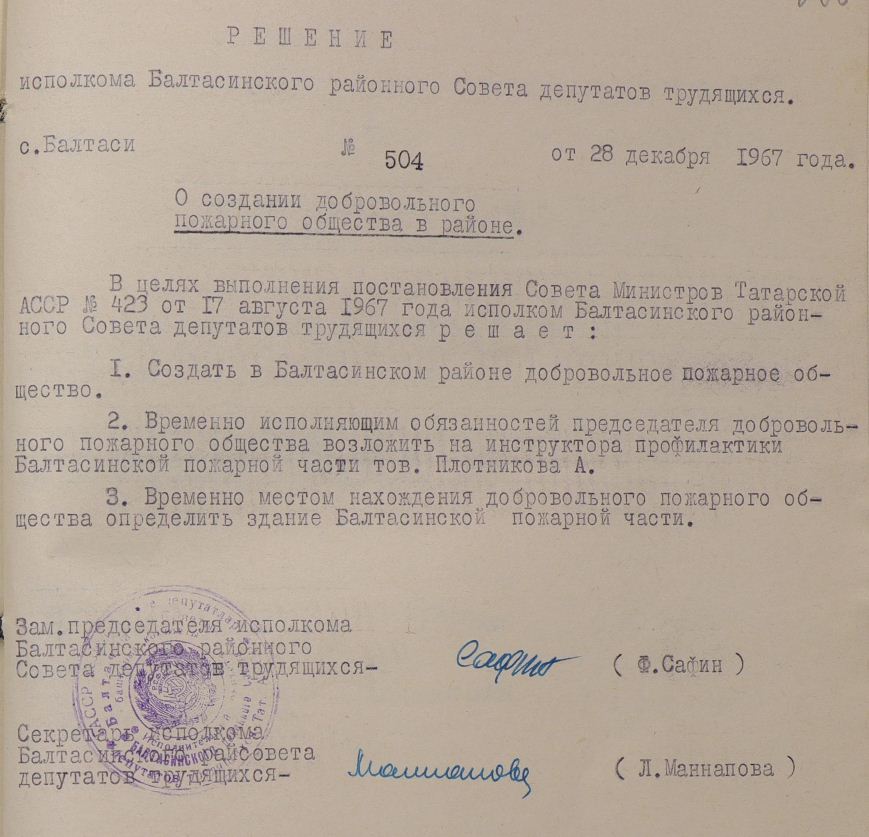 РЕШЕНИЕ
исполкома Балтасинского районного Совета депутатов трудящихся.
с.Балтаси № 504 от 28 декабря 1967 года.
О создании добровольного
пожарного общества в районе.
В целях выполнения постановления Совета Министров Татарской
АССР № 423 от 17 августа 1967 года исполком Балтасинского район-
ного Совета депутатов трудящихся р е ш а е т :
1. Создать в Балтасинском районе добровольное пожарное об-
щество.
2. Временно исполняющим обязанностей председателя доброволь-
ного пожарного общества возложить на инструктора профилактики
Балтасинской пожарной части тов. Плотникова А.
3. Временно местом нахождения добровольного пожарного об-
щества определить здание Балтасинской пожарной части.
Зам.председателя исполкома
Балтасинского районного
Совета депутатов трудящихся- Сафин ( Ф.Сафин )
Секретарь исполкома
Балтасинского райсовета
депутатов трудящихся- Маннапова ( Л.Маннапова )